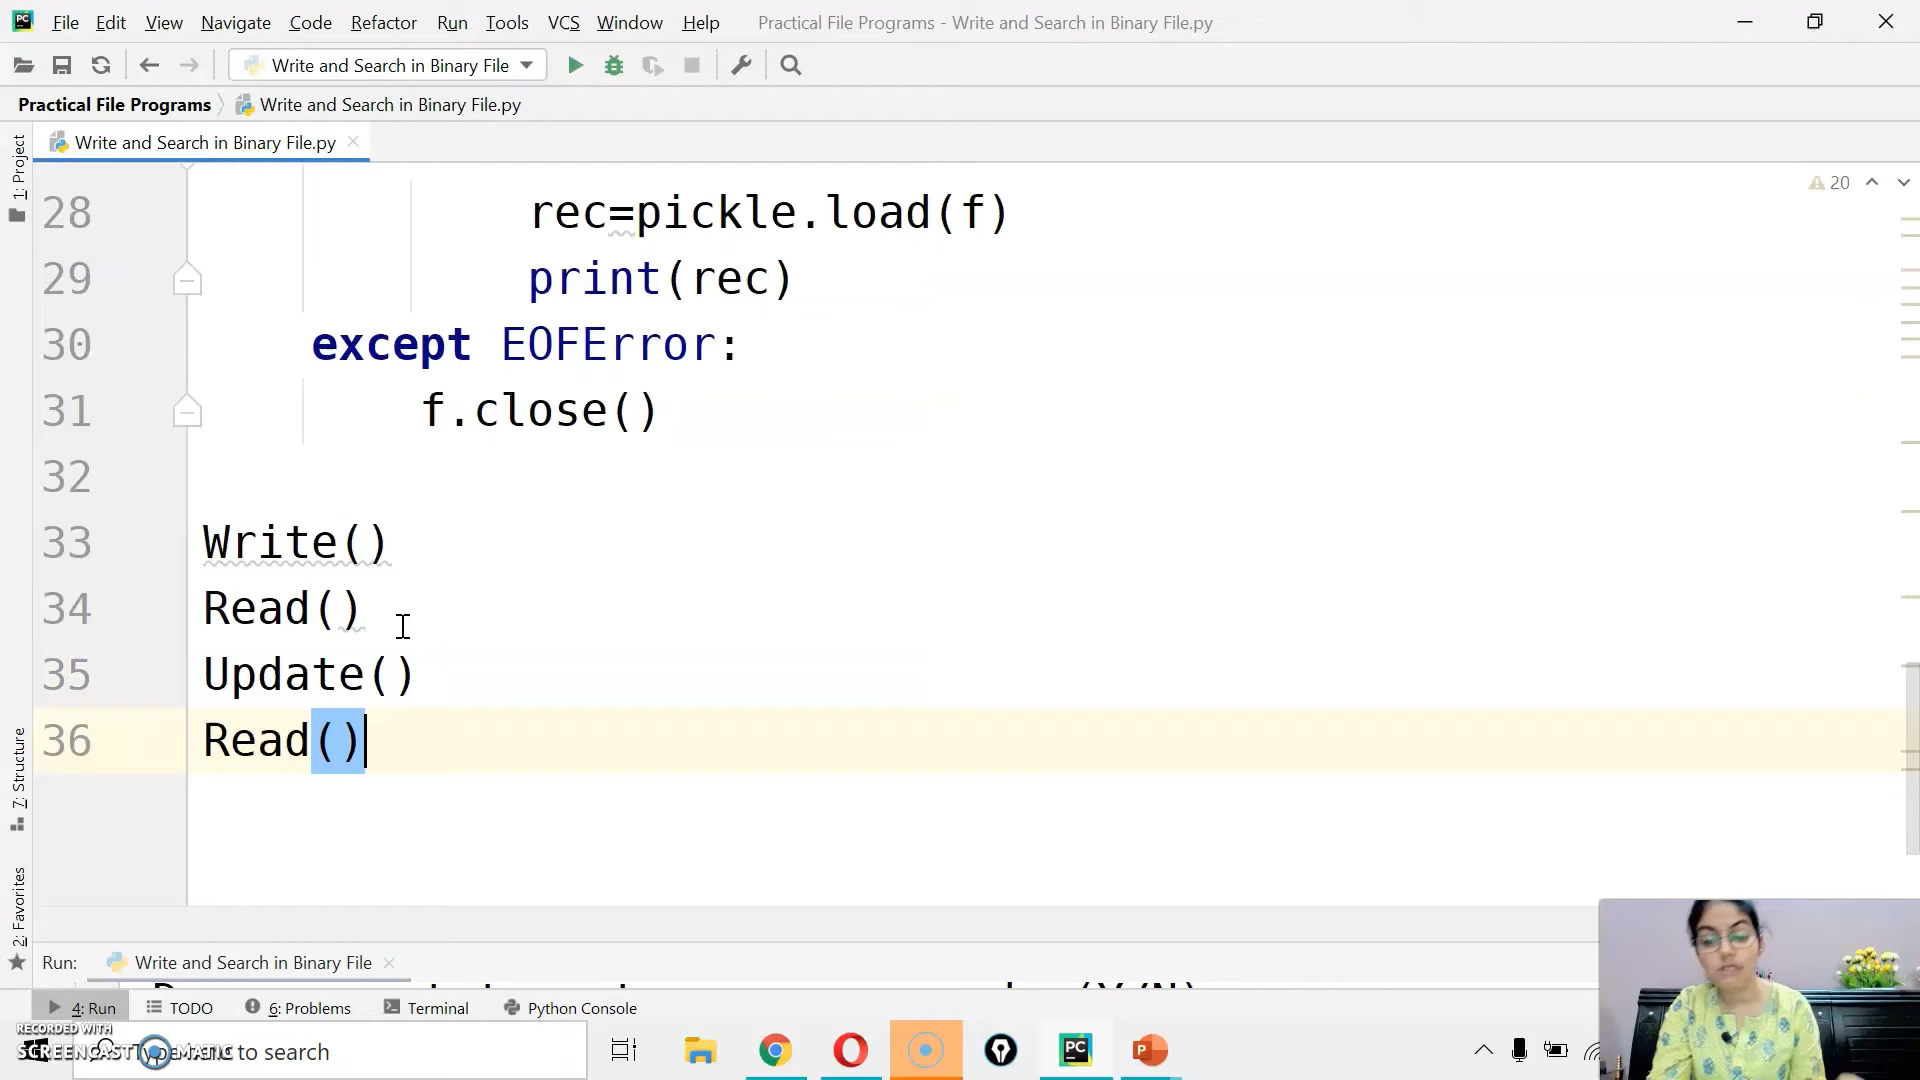 File Edit View Navigate Code Refactor Run Tools VCS Window Help Practical File Programs - Write and Search in Binary File.py
Write and Search in Binary File
Practical File Programs Write and Search in Binary File.py
Write and Search in Binary File.py
1: Project
20
28 rec=pickle.load(f)
29 print(rec)
30 except EOFError:
31 f.close()
32
33 Write()
34 Read()
35 Update()
36 Read()
7: Structure
2: Favorites
Run: Write and Search in Binary File
4: Run TODO 6: Problems Terminal Python Console
RECORDED WITH
SCREENCAST MATIC
to search